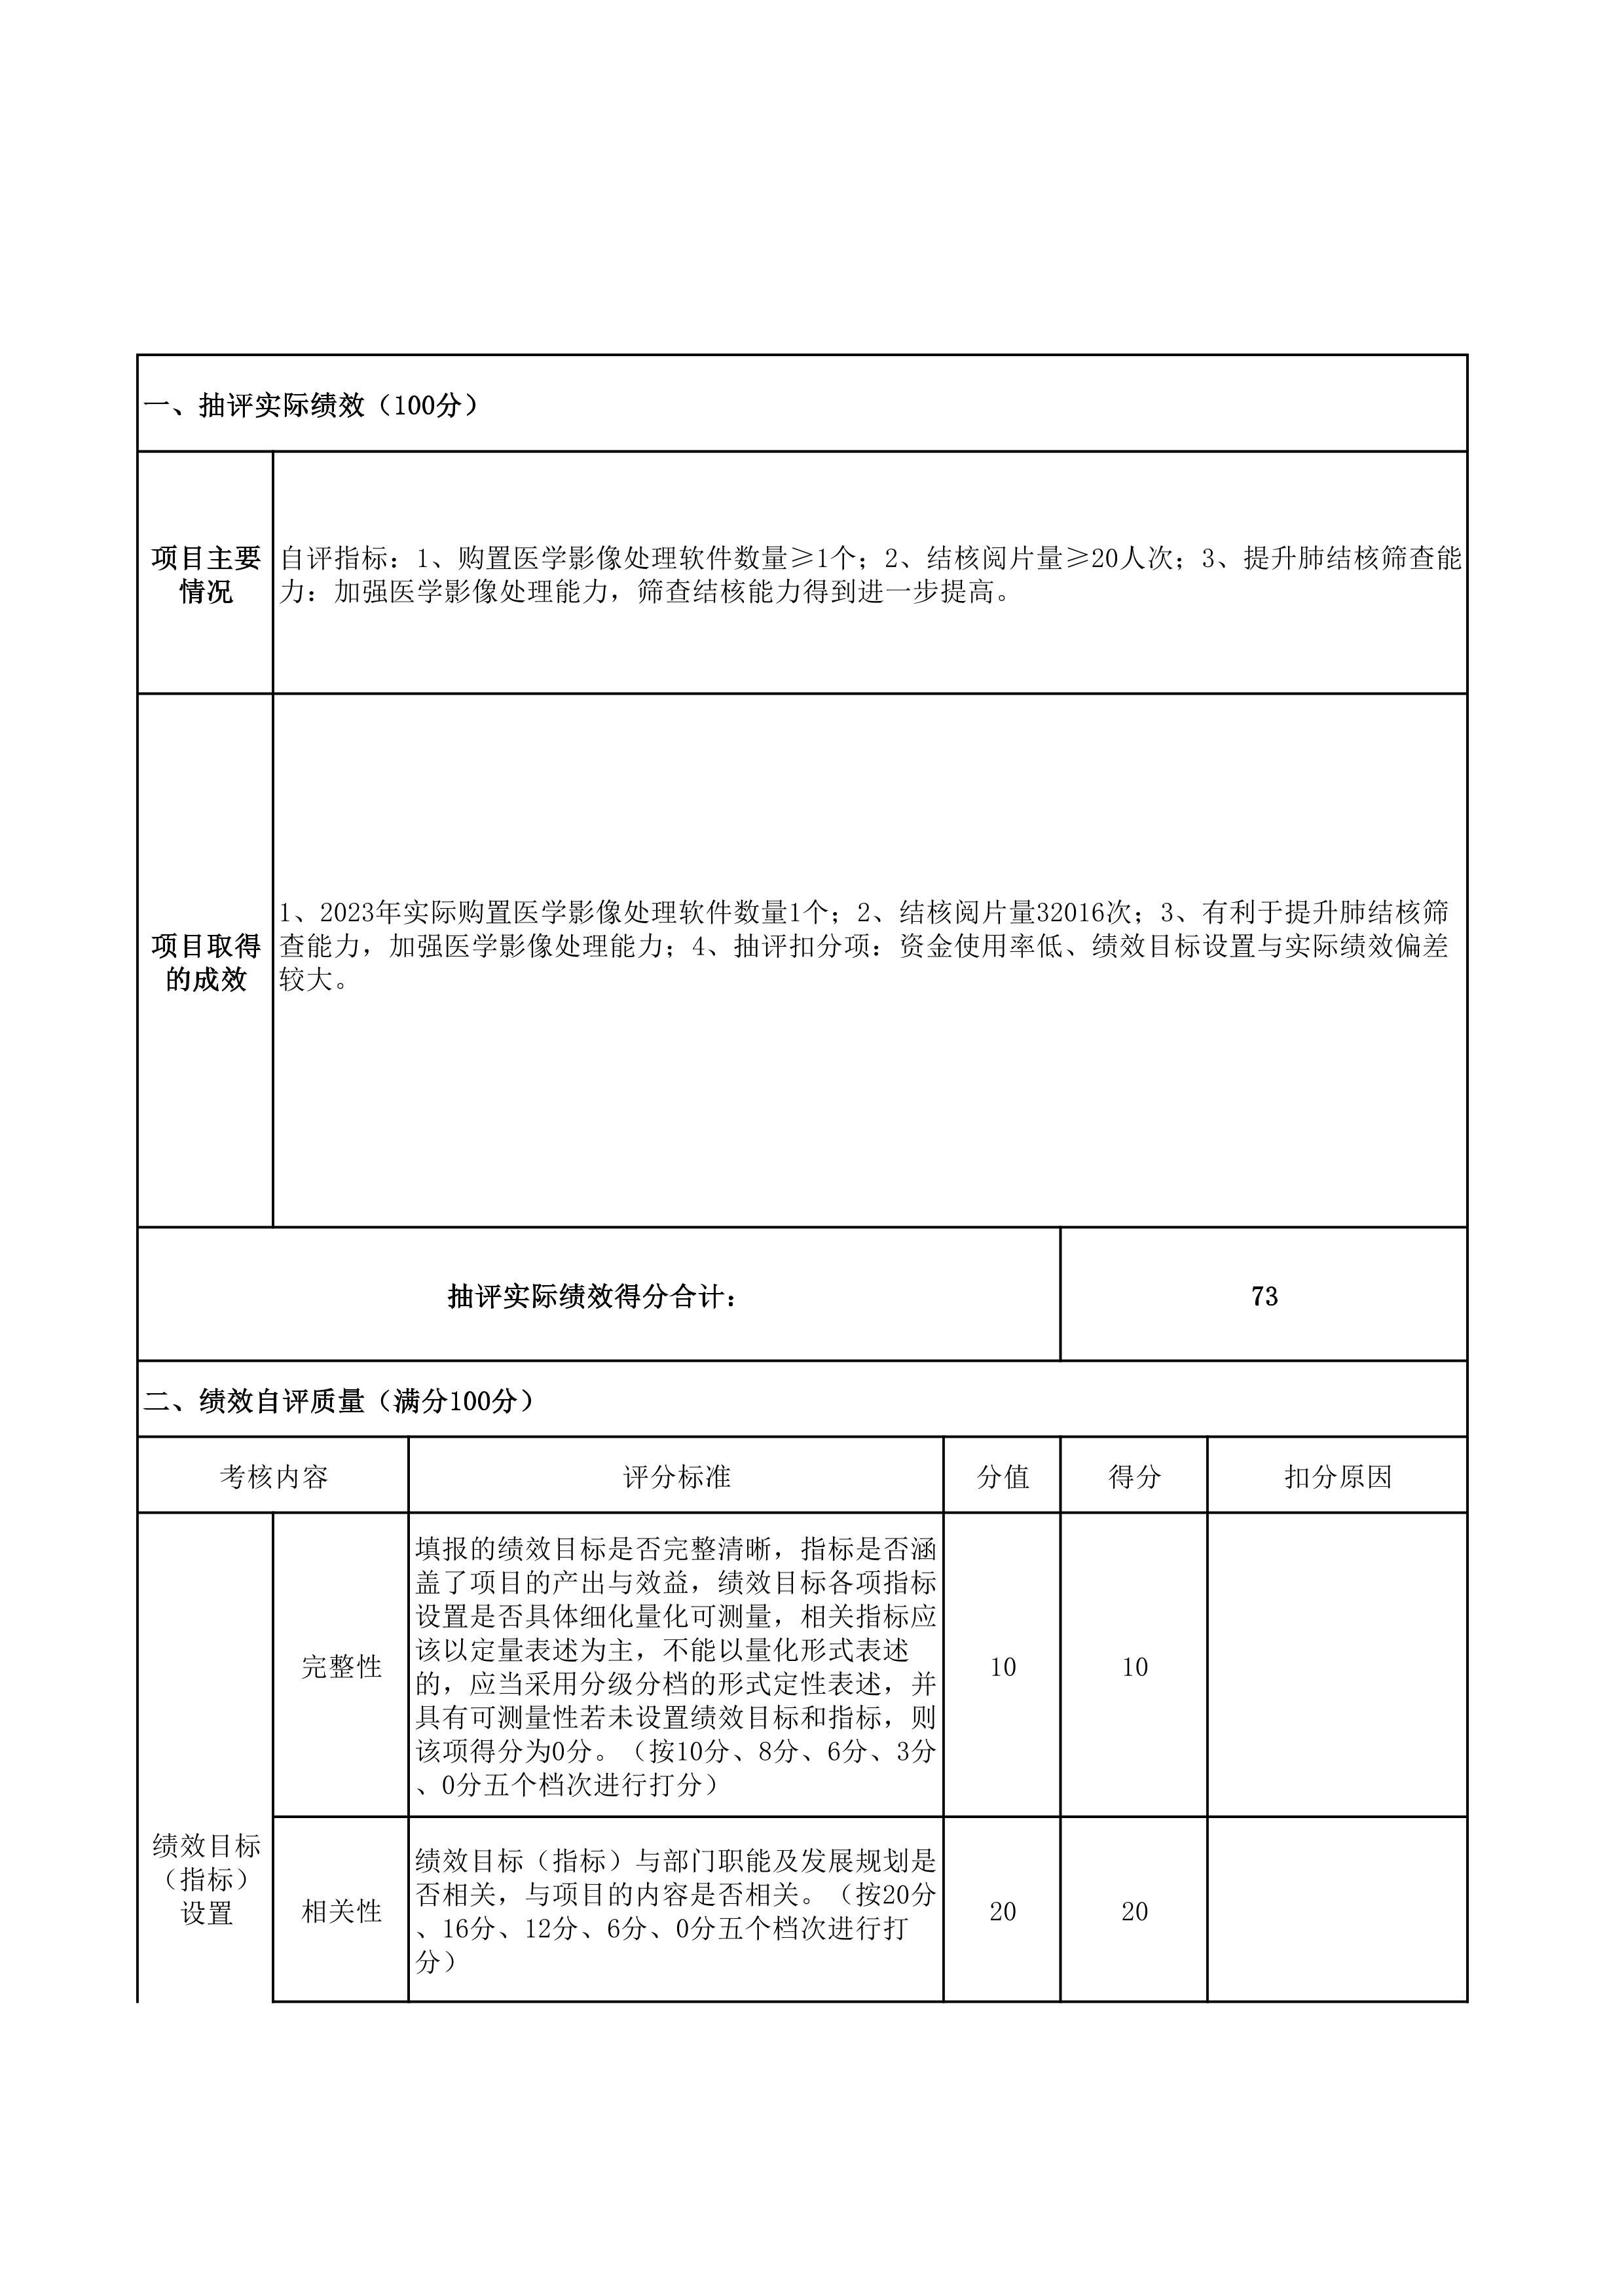 一、抽评实际绩效（100分）
项目主要
情况
自评指标：1、购置医学影像处理软件数量≥1个；2、结核阅片量≥20人次；3、提升肺结核筛查能
力：加强医学影像处理能力，筛查结核能力得到进一步提高。
项目取得
的成效
1、2023年实际购置医学影像处理软件数量1个；2、结核阅片量32016次；3、有利于提升肺结核筛
查能力，加强医学影像处理能力；4、抽评扣分项：资金使用率低、绩效目标设置与实际绩效偏差
较大。
抽评实际绩效得分合计：
73
二、绩效自评质量（满分100分）
考核内容
评分标准
分值
得分
扣分原因
绩效目标
（指标）
设置
完整性
填报的绩效目标是否完整清晰，指标是否涵
盖了项目的产出与效益，绩效目标各项指标
设置是否具体细化量化可测量，相关指标应
该以定量表述为主，不能以量化形式表述
的，应当采用分级分档的形式定性表述，并
具有可测量性若未设置绩效目标和指标，则
该项得分为0分。（按10分、8分、6分、3分
、0分五个档次进行打分）
10
10
相关性
绩效目标（指标）与部门职能及发展规划是
否相关，与项目的内容是否相关。（按20分
、16分、12分、6分、0分五个档次进行打
分）
20
20